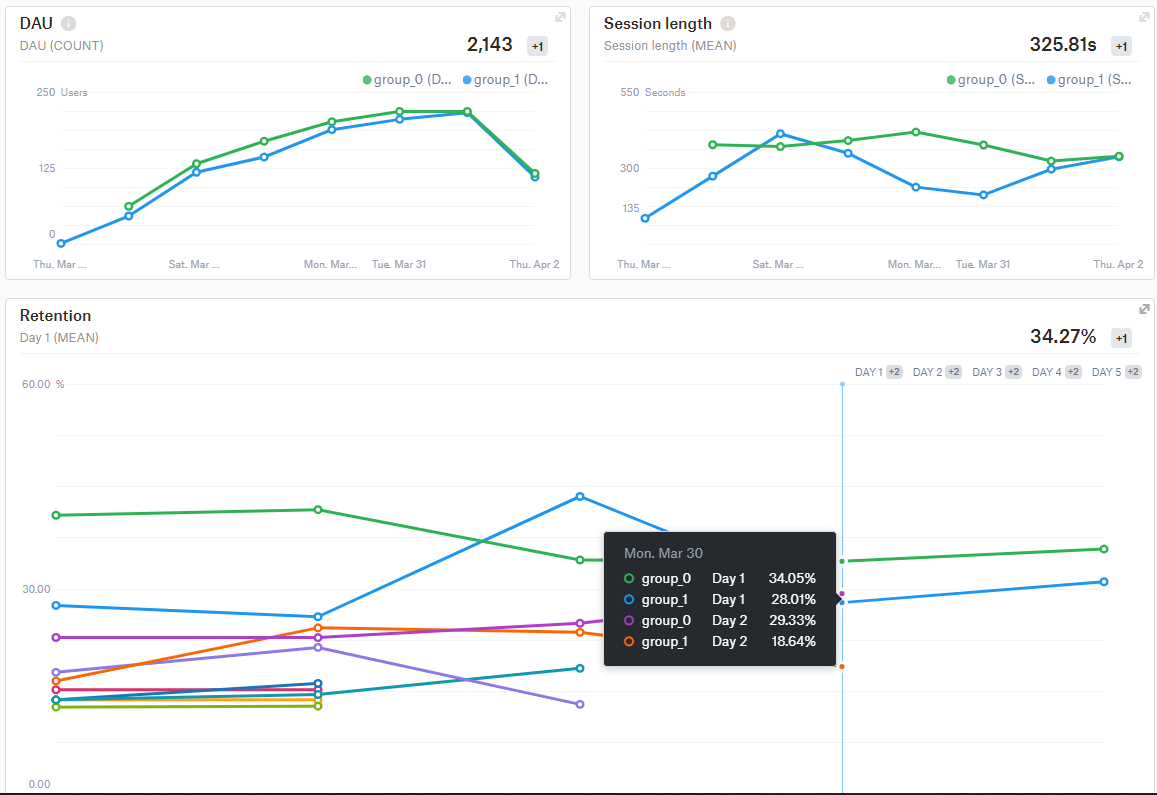 DAU
DAU (COUNT)
2,143 +1
group_0 (D... group_1 (D...
250 Users
125
0
Thu. Mar ... Sat. Mar ... Mon. Mar... Tue. Mar 31 Thu. Apr 2
Session length
Session length (MEAN)
325.81s +1
group_0 (S... group_1 (S...
550 Seconds
300
135
Thu. Mar ... Sat. Mar ... Mon. Mar... Tue. Mar 31 Thu. Apr 2
Retention
Day 1 (MEAN)
34.27% +1
DAY 1 +2 DAY 2 +2 DAY 3 +2 DAY 4 +2 DAY 5 +2
60.00 %
30.00
0.00
Mon. Mar 30
group_0 Day 1 34.05%
group_1 Day 1 28.01%
group_0 Day 2 29.33%
group_1 Day 2 18.64%